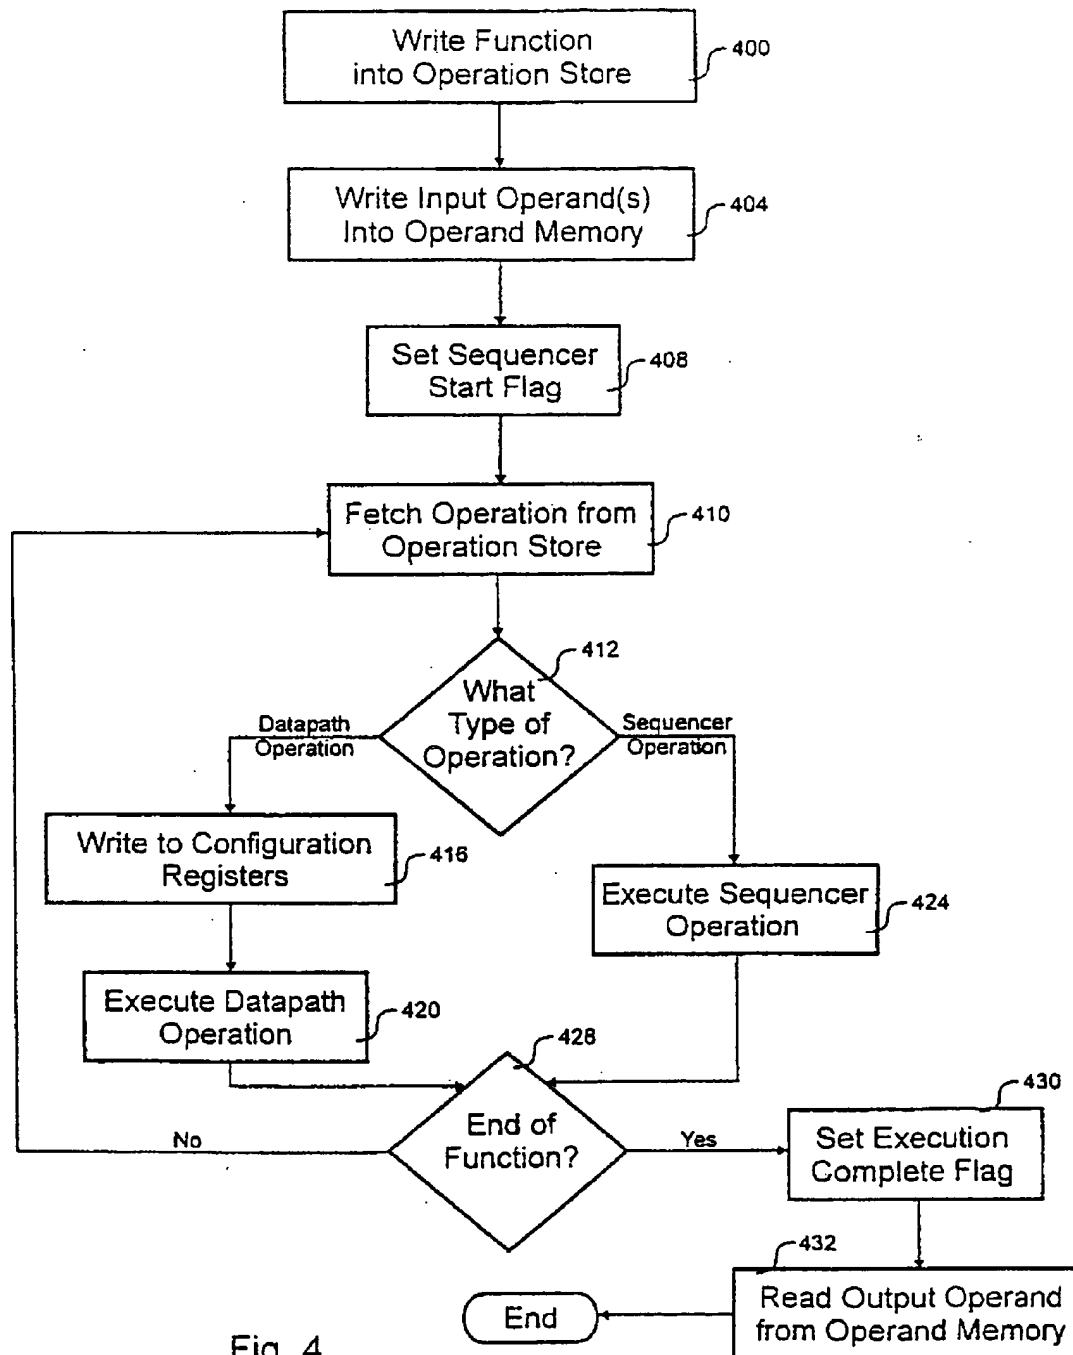 Write Function
into Operation Store
400
Write Input Operand(s)
Into Operand Memory
404
Set Sequencer
Start Flag
408
Fetch Operation from
Operation Store
410
412
What
Type of
Operation?
Datapath
Operation
Sequencer
Operation
Write to Configuration
Registers
416
Execute Sequencer
Operation
424
Execute Datapath
Operation
420
428
End of
Function?
No
Yes
430
Set Execution
Complete Flag
432
Read Output Operand
from Operand Memory
End
Fig. 4